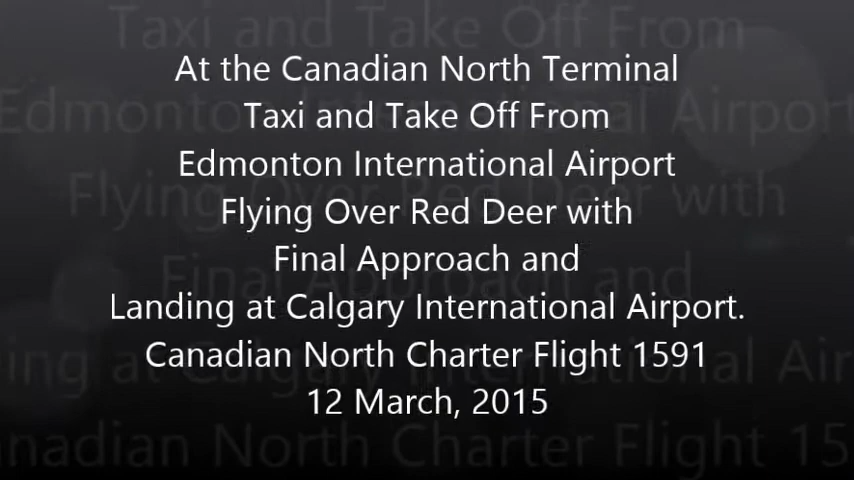 At the Canadian North Terminal
Taxi and Take Off From
Edmonton International Airport
Flying Over Red Deer with
Final Approach and
Landing at Calgary International Airport.
Canadian North Charter Flight 1591
12 March, 2015